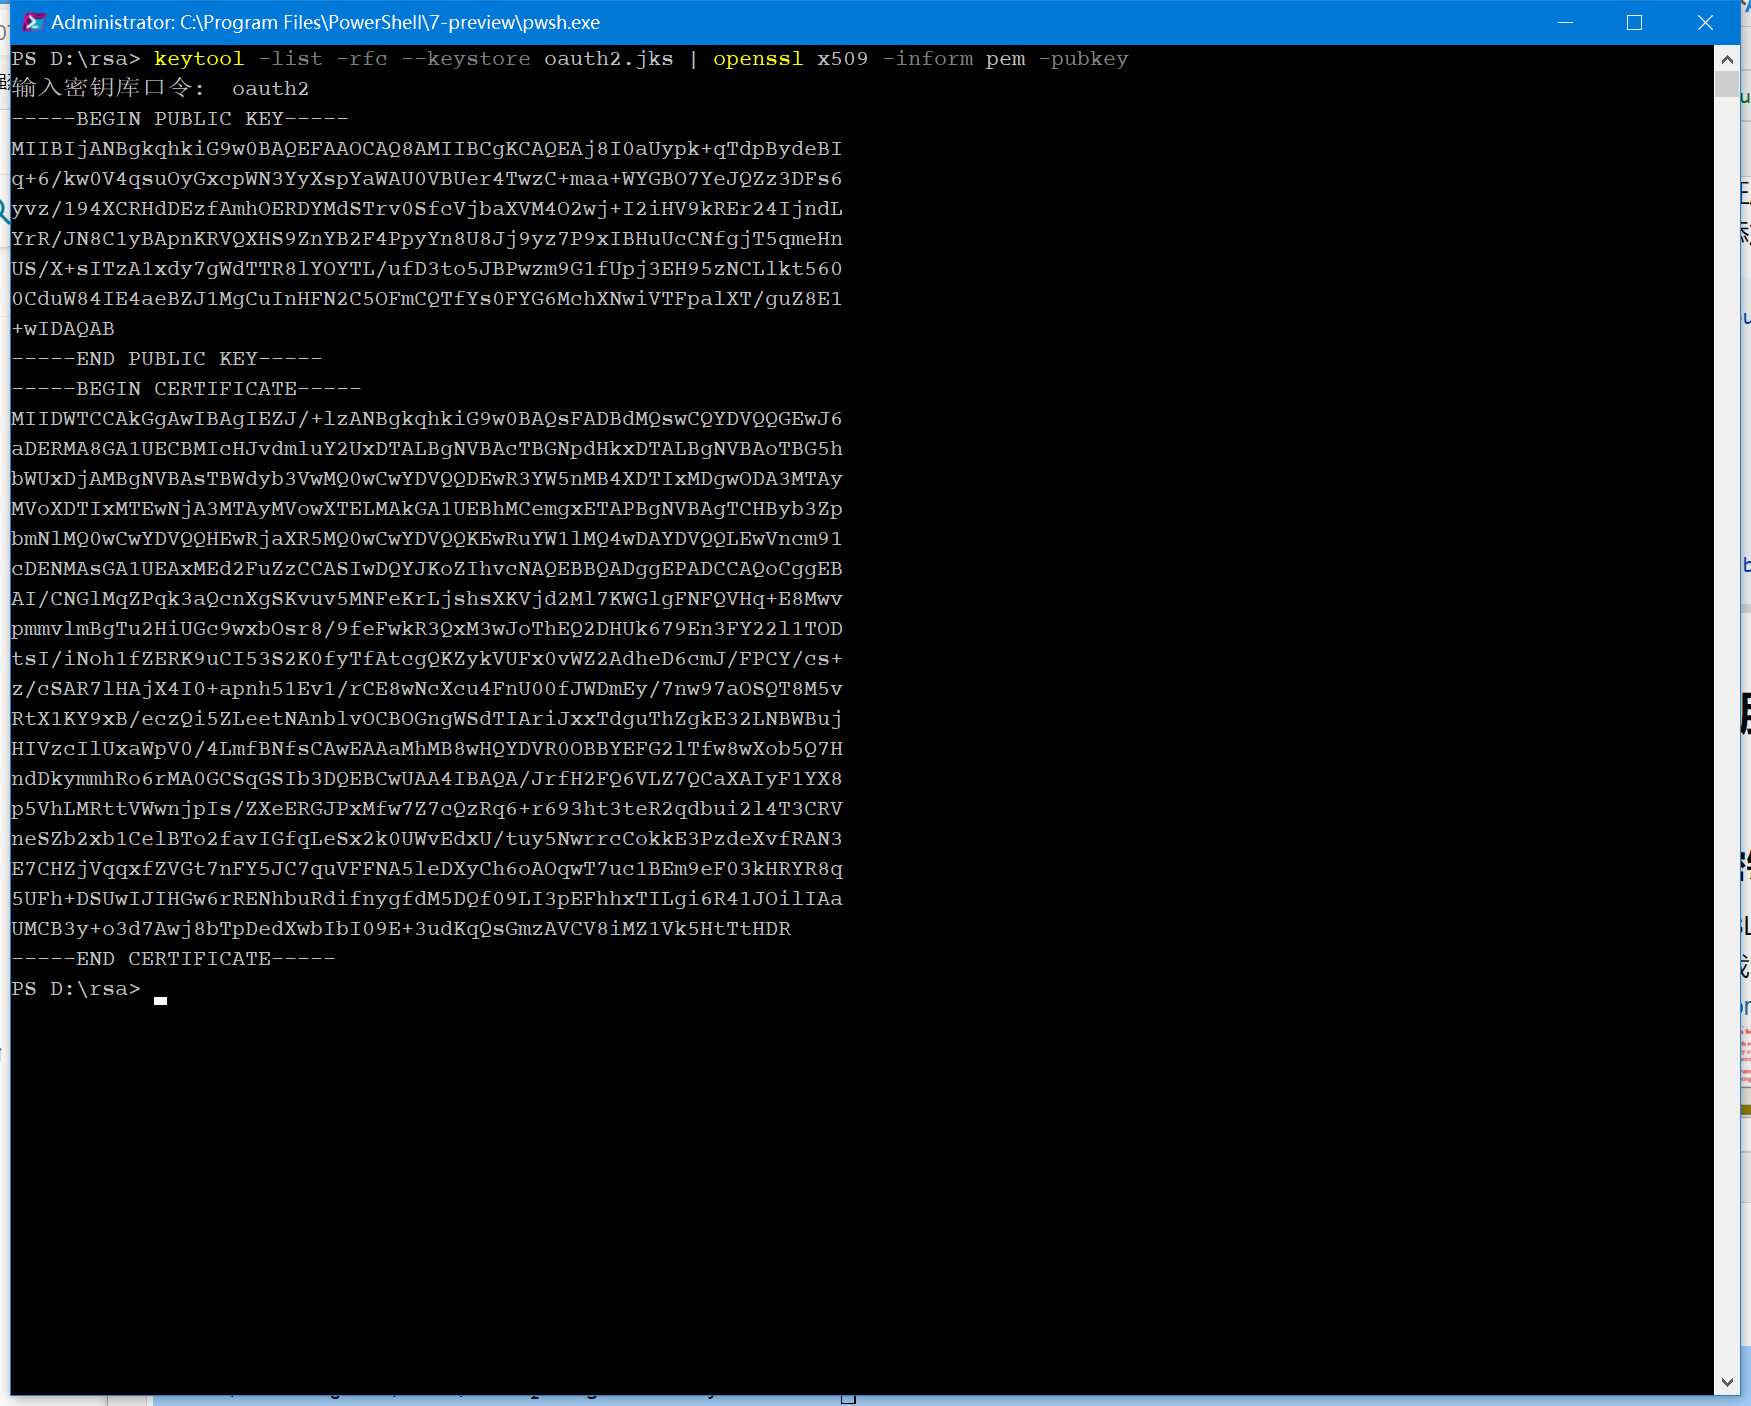 Administrator: C:\Program Files\PowerShell\7-preview\pwsh.exe
PS D:\rsa> keytool -list -rfc --keystore oauth2.jks | openssl x509 -inform pem -pubkey
输入密钥库口令:  oauth2
-----BEGIN PUBLIC KEY-----
MIIBIjANBgkqhkiG9w0BAQEFAAOCAQ8AMIIBCgKCAQEAj8I0aUypk+qTdpBydeBI
q+6/kw0V4qsuOyGxcpWN3YyXspYaWAU0VBUer4TwzC+maa+WYGBO7YeJQZz3DFs6
yvz/194XCRHdDEzfAmhOERDYMdSTrv0SfcVjbaXVM4O2wj+I2iHV9kREr24IjndL
YrR/JN8C1yBApnKRVQXHS9ZnYB2F4PpyYn8U8Jj9yz7P9xIBHuUcCNfgjT5qmeHn
US/X+sITzA1xdy7gWdTTR8lYOYTL/ufD3to5JBPwzm9G1fUpj3EH95zNCLlkt560
0CduW84IE4aeBZJ1MgCuInHFN2C5OFmCQTfYs0FYG6MchXNwiVTFpalXT/guZ8E1
+wIDAQAB
-----END PUBLIC KEY-----
-----BEGIN CERTIFICATE-----
MIIDWTCCAkGgAwIBAgIEZJ/+lzANBgkqhkiG9w0BAQsFADBdMQswCQYDVQQGEwJ6
aDERMA8GA1UECBMIcHJvdmluY2UxDTALBgNVBAcTBGNpdHkxDTALBgNVBAoTBG5h
bWUxDjAMBgNVBAsTBWdyb3VwMQ0wCwYDVQQDEwR3YW5nMB4XDTIxMDgwODA3MTAy
MVoXDTIxMTEwNjA3MTAyMVowXTELMAkGA1UEBhMCemgxETAPBgNVBAgTCHByb3Zp
bmNlMQ0wCwYDVQQHEwRjaXR5MQ0wCwYDVQQKEwRuYW1lMQ4wDAYDVQQLEwVncm91
cDENMAsGA1UEAxMEd2FuZzCCASIwDQYJKoZIhvcNAQEBBQADggEPADCCAQoCggEB
AI/CNGlMqZPqk3aQcnXgSKvuv5MNFeKrLjshsXKVjd2Ml7KWGlgFNFQVHq+E8Mwv
pmmvlmBgTu2HiUGc9wxbOsr8/9feFwkR3QxM3wJoThEQ2DHUk679En3FY22l1TOD
tsI/iNoh1fZERK9uCI53S2K0fyTfAtcgQKZykVUFx0vWZ2AdheD6cmJ/FPCY/cs+
z/cSAR7lHAjX4I0+apnh51Ev1/rCE8wNcXcu4FnU00fJWDmEy/7nw97aOSQT8M5v
RtX1KY9xB/eczQi5ZLeetNAnblvOCBOGngWSdTIAriJxxTdguThZgkE32LNBWBuj
HIVzcIlUxaWpV0/4LmfBNfsCAwEAAaMhMB8wHQYDVR0OBBYEFG2lTfw8wXob5Q7H
ndDkymmhRo6rMA0GCSqGSIb3DQEBCwUAA4IBAQA/JrfH2FQ6VLZ7QCaXAIyF1YX8
p5VhLMRttVWwnjpIs/ZXeERGJPxMfw7Z7cQzRq6+r693ht3teR2qdbui2l4T3CRV
neSZb2xb1CelBTo2favIGfqLeSx2k0UWvEdxU/tuy5NwrrcCokkE3PzdeXvfRAN3
E7CHZjVqqxfZVGt7nFY5JC7quVFFNA5leDXyCh6oAOqwT7uc1BEm9eF03kHRYR8q
5UFh+DSUwIJIHGw6rRENhbuRdifnygfdM5DQf09LI3pEFhhxTILgi6R41JOilIAa
UMCB3y+o3d7Awj8bTpDedXwbIbI09E+3udKqQsGmzAVCV8iMZ1Vk5HtTtHDR
-----END CERTIFICATE-----
PS D:\rsa>